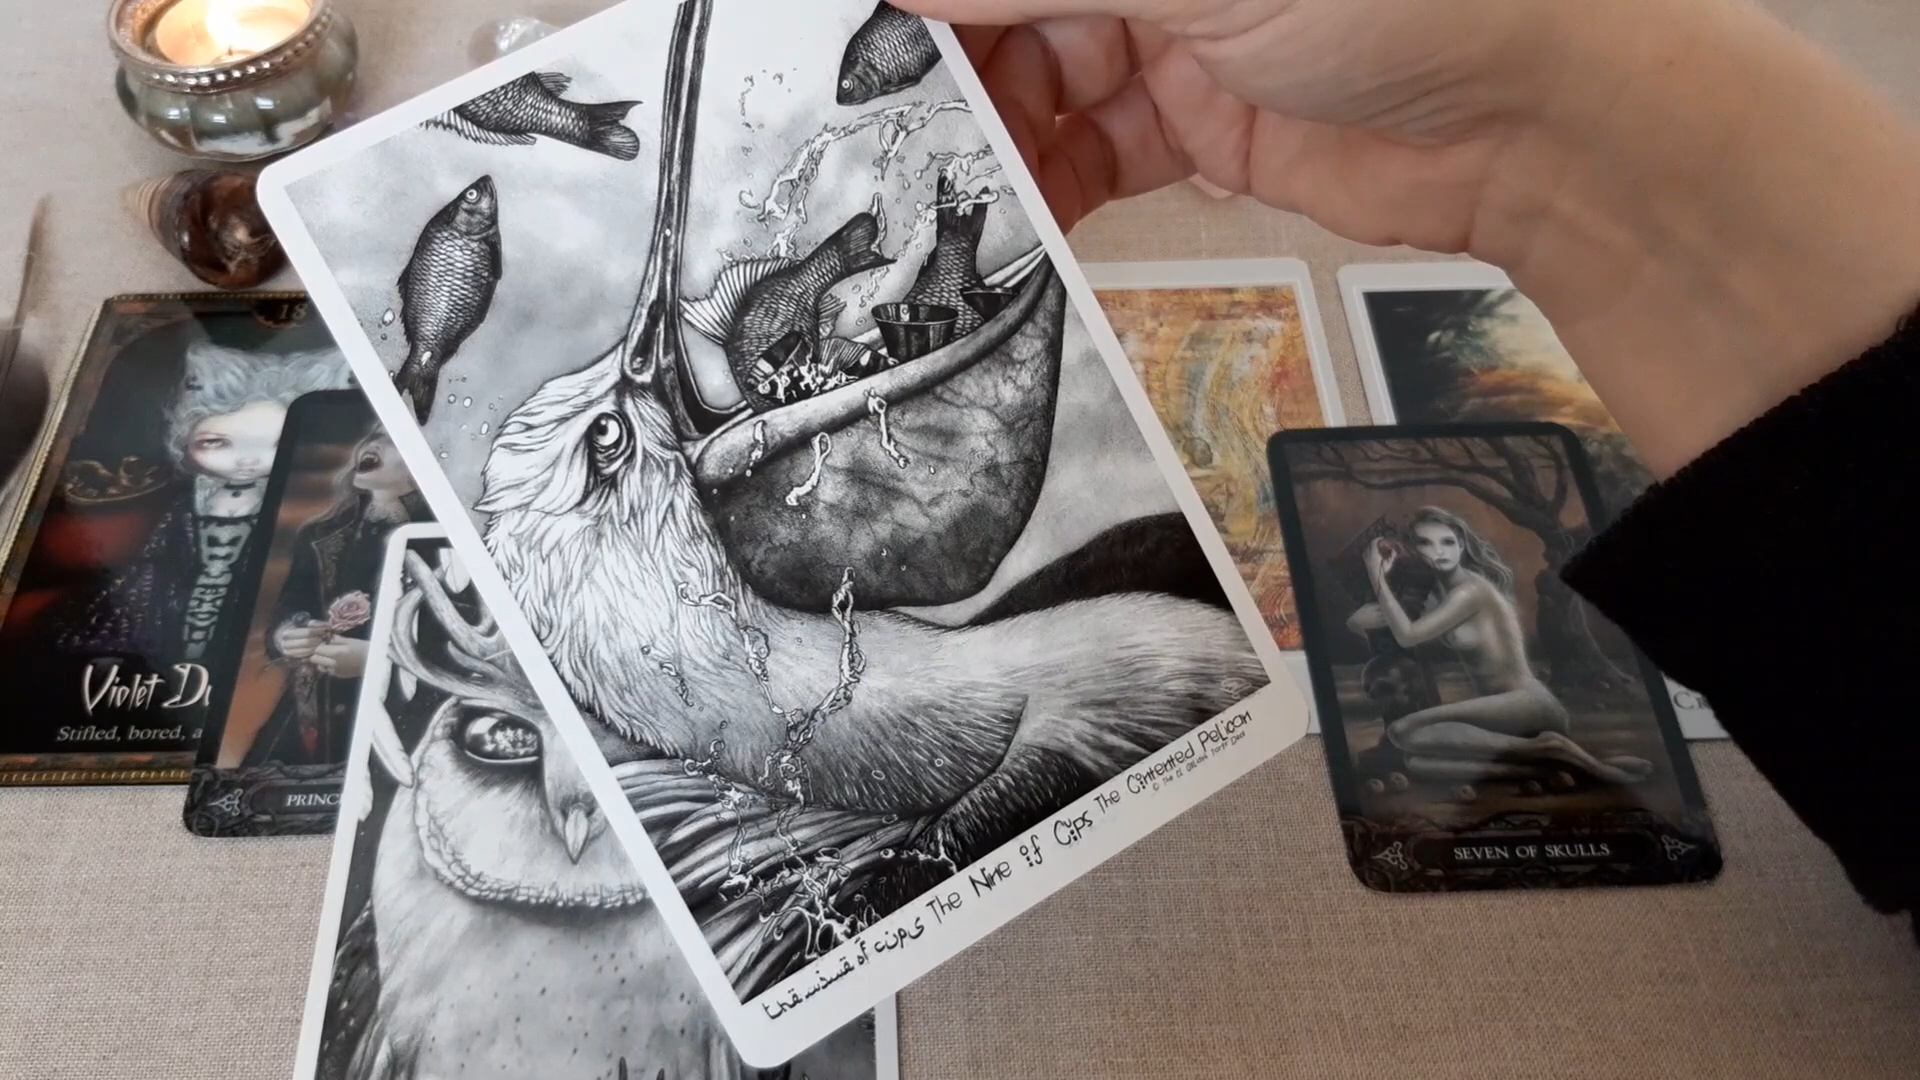 18
The Nine of Cups The Contented Pelican
Violet
Stifled, bored, a
PRINC
SEVEN OF SKULLS